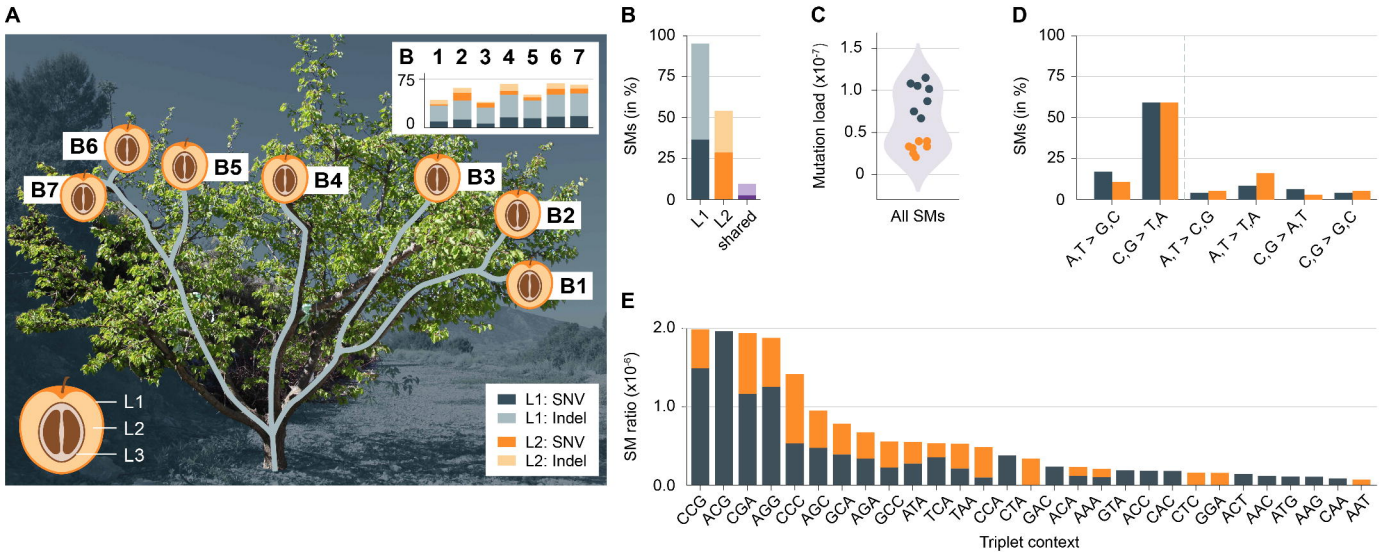 A
B 1 2 3 4 5 6 7
75
0
B6
B5
B7
B4
B3
B2
B1
L1
L2
L3
L1: SNV
L1: Indel
L2: SNV
L2: Indel
B
SMs (in %)
100
75
50
25
0
L1
L2
shared
C
Mutation load (x10-7)
1.5
1.0
0.5
0
All SMs
D
SMs (in %)
100
75
50
25
0
A,T > G,C
C,G > T,A
A,T > C,G
A,T > T,A
C,G > A,T
C,G > G,C
E
SM ratio (x10-6)
2.0
1.0
0.0
CCG
ACG
CGA
AGG
CCC
AGC
GCA
AGA
GCC
ATA
TCA
TAA
CCA
CTA
GAC
ACA
AAA
GTA
ACC
CAC
CTC
GGA
ACT
AAC
ATG
AAG
CAA
AAT
Triplet context